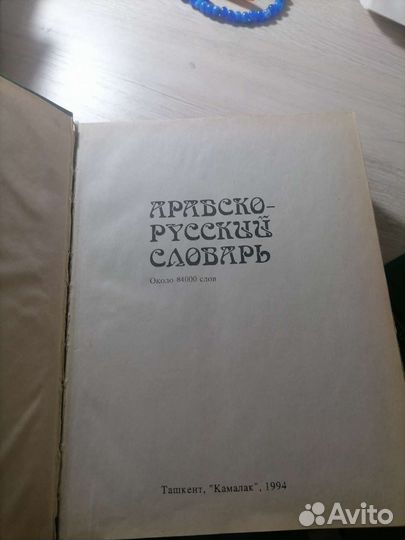 АРАБСКО-
РУССКИЙ
СЛОВАРЬ
Около 84000 слов
Ташкент, "Камалак", 1994
Avito